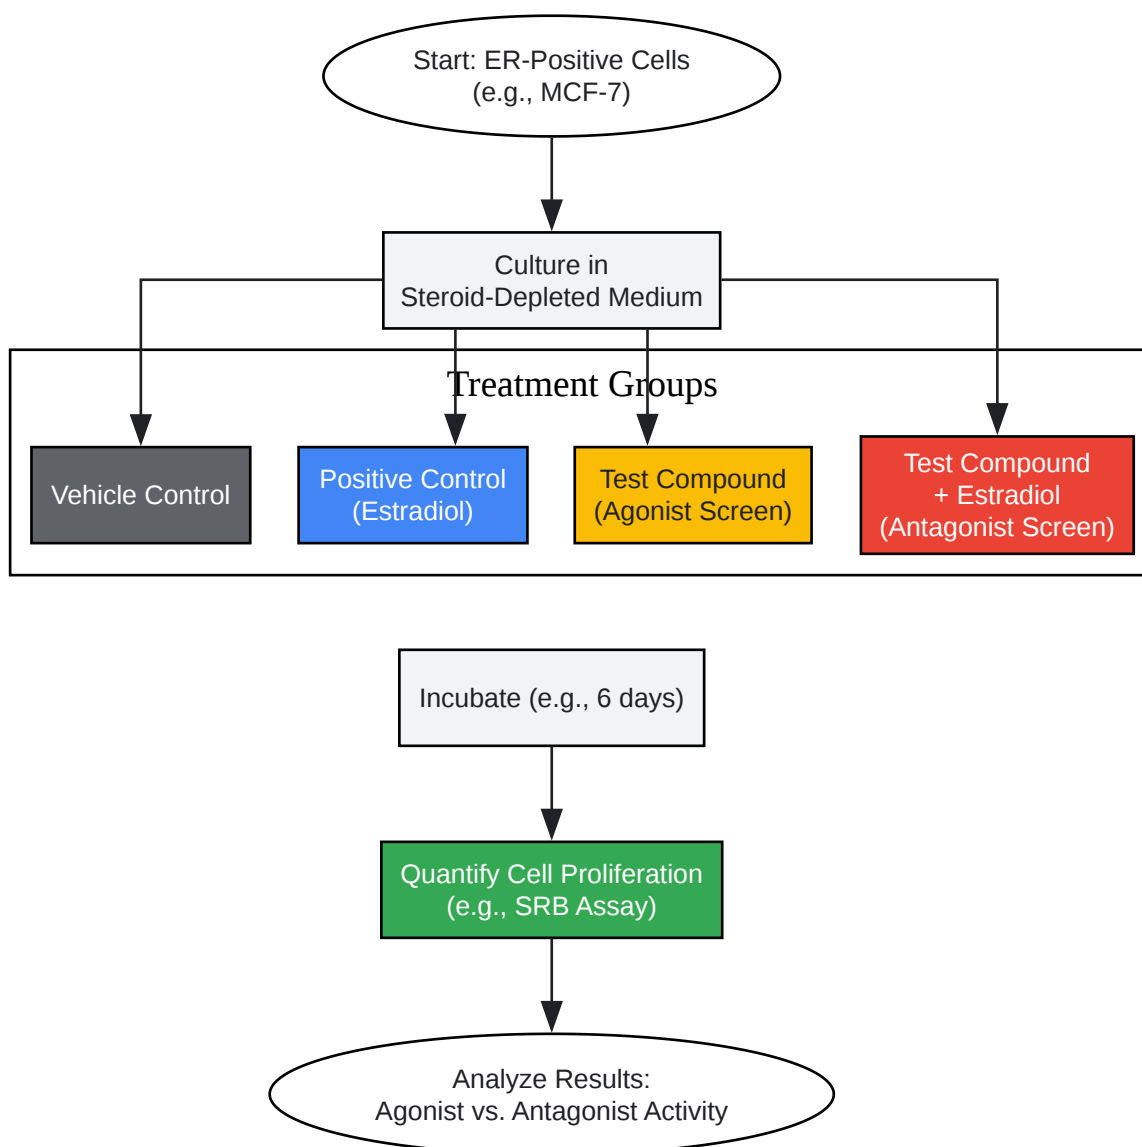 Start: ER-Positive Cells
(e.g., MCF-7)
Culture in
Steroid-Depleted Medium
Treatment Groups
Vehicle Control
Positive Control
(Estradiol)
Test Compound
(Agonist Screen)
Test Compound
+ Estradiol
(Antagonist Screen)
Incubate (e.g., 6 days)
Quantify Cell Proliferation
(e.g., SRB Assay)
Analyze Results:
Agonist vs. Antagonist Activity